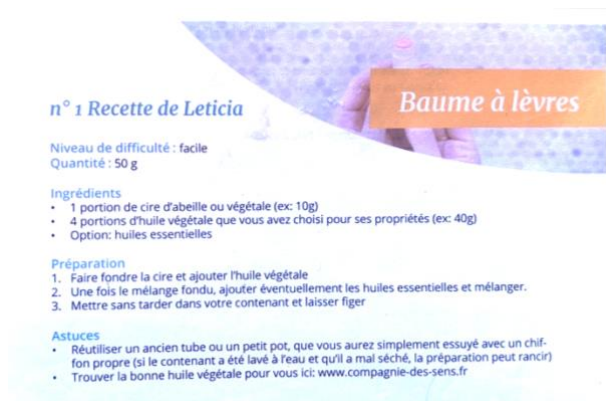 Baume à lèvres
n° 1 Recette de Leticia
Niveau de difficulté : facile
Quantité : 50 g
Ingrédients
• 1 portion de cire d'abeille ou végétale (ex: 10g)
• 4 portions d'huile végétale que vous avez choisi pour ses propriétés (ex: 40g)
• Option: huiles essentielles
Préparation
1. Faire fondre la cire et ajouter l'huile végétale
2. Une fois le mélange fondu, ajouter éventuellement les huiles essentielles et mélanger.
3. Mettre sans tarder dans votre contenant et laisser figer
Astuces
• Réutiliser un ancien tube ou un petit pot, que vous aurez simplement essuyé avec un chif-
fon propre (si le contenant a été lavé à l'eau et qu'il a mal séché, la préparation peut rancir)
• Trouver la bonne huile végétale pour vous ici: www.compagnie-des-sens.fr